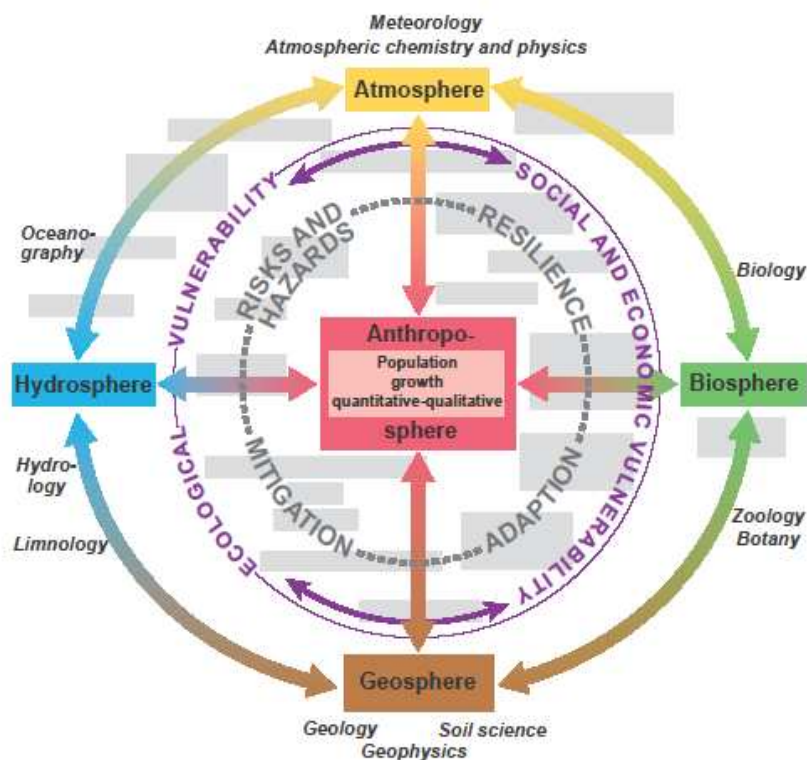 Meteorology
Atmospheric chemistry and physics
Atmosphere
ECOLOGICAL VULNERABILITY
SOCIAL AND ECONOMIC VULNERABILITY
RISKS AND
HAZARDS
RESILIENCE
Oceano-
graphy
Biology
Hydrosphere
Anthropo-
Population
growth
quantitative-qualitative
sphere
Biosphere
MITIGATION
ADAPTION
Hydro-
logy
Limnology
Zoology
Botany
Geosphere
Geology
Soil science
Geophysics